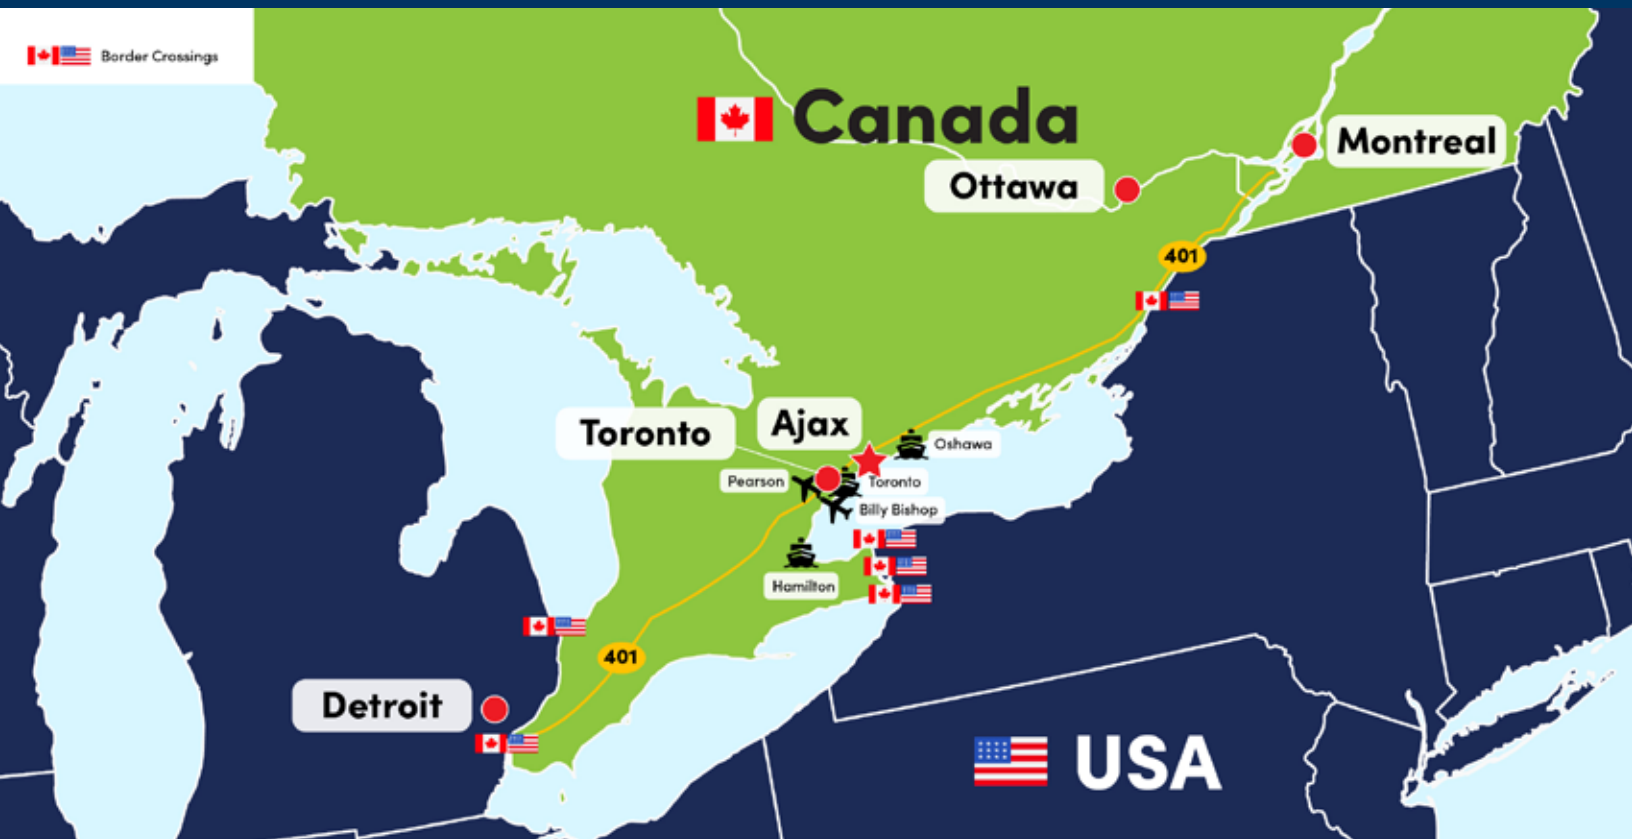 Border Crossings
Canada
Montreal
Ottawa
401
Ajax
Toronto
Oshawa
Pearson
Toronto
Billy Bishop
Hamilton
401
Detroit
USA